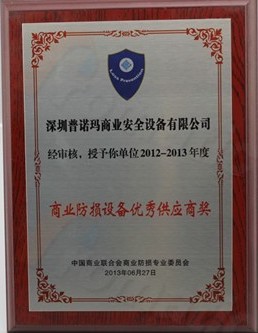 Loss Prevention
深圳普诺玛商业安全设备有限公司
经审核，授予你单位2012-2013年度
商业防损设备优秀供应商奖
中国商业联合会商业防损专业委员会
2013年06月27日